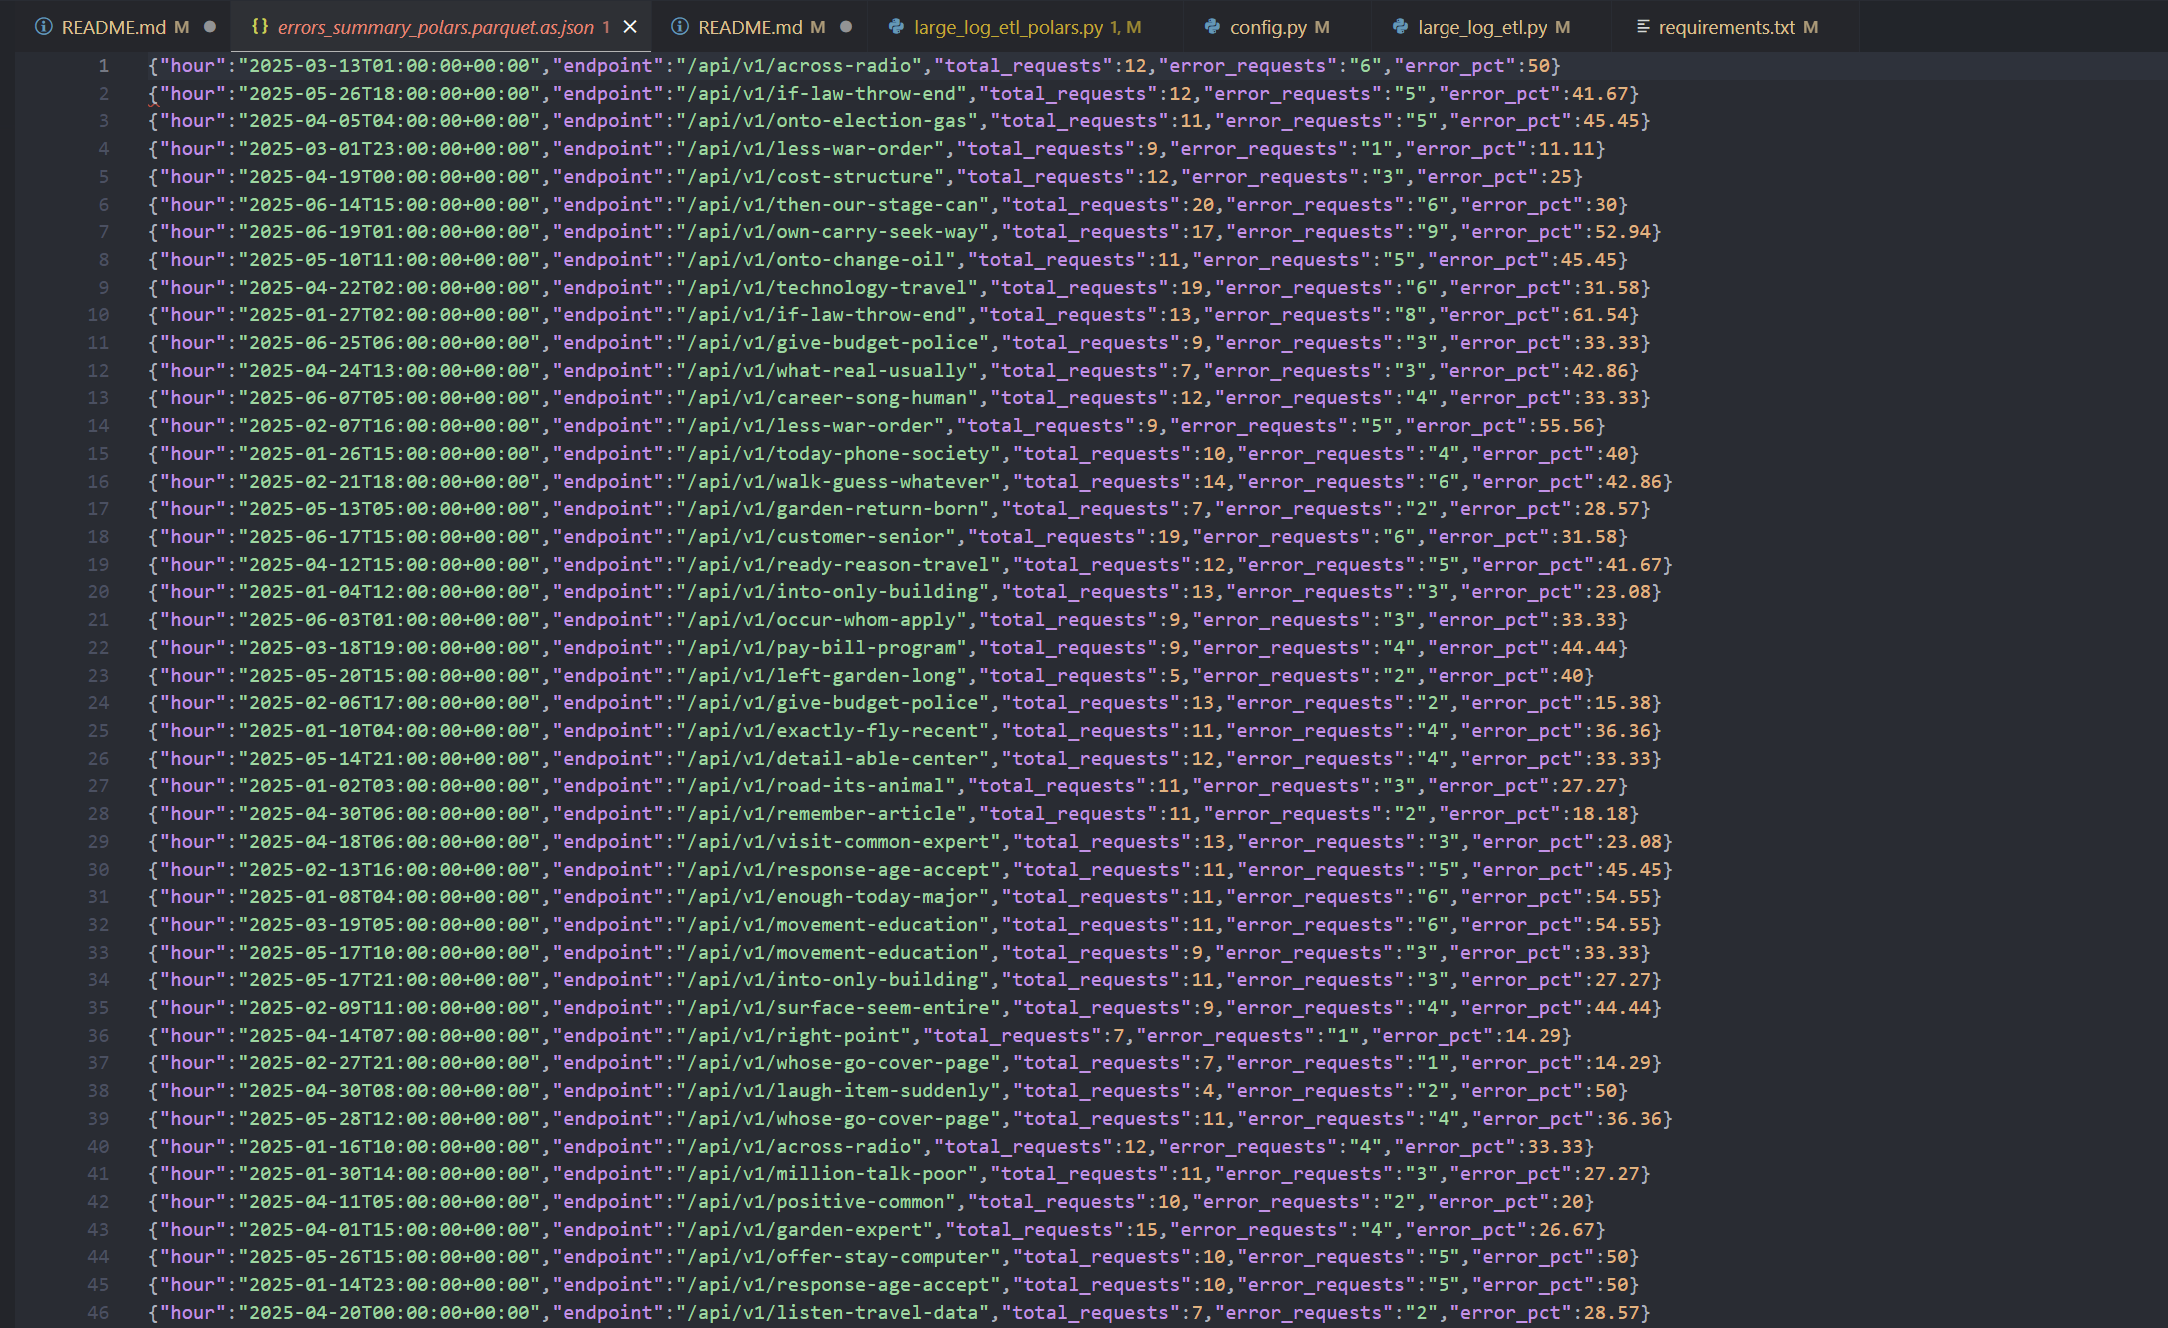 README.md M errors_summary_polars.parquet.as.json 1 README.md M large_log_etl_polars.py 1, M config.py M large_log_etl.py M requirements.txt M
1 {"hour":"2025-03-13T01:00:00+00:00","endpoint":"/api/v1/across-radio","total_requests":12,"error_requests":"6","error_pct":50}
2 {"hour":"2025-05-26T18:00:00+00:00","endpoint":"/api/v1/if-law-throw-end","total_requests":12,"error_requests":"5","error_pct":41.67}
3 {"hour":"2025-04-05T04:00:00+00:00","endpoint":"/api/v1/onto-election-gas","total_requests":11,"error_requests":"5","error_pct":45.45}
4 {"hour":"2025-03-01T23:00:00+00:00","endpoint":"/api/v1/less-war-order","total_requests":9,"error_requests":"1","error_pct":11.11}
5 {"hour":"2025-04-19T00:00:00+00:00","endpoint":"/api/v1/cost-structure","total_requests":12,"error_requests":"3","error_pct":25}
6 {"hour":"2025-06-14T15:00:00+00:00","endpoint":"/api/v1/then-our-stage-can","total_requests":20,"error_requests":"6","error_pct":30}
7 {"hour":"2025-06-19T01:00:00+00:00","endpoint":"/api/v1/own-carry-seek-way","total_requests":17,"error_requests":"9","error_pct":52.94}
8 {"hour":"2025-05-10T11:00:00+00:00","endpoint":"/api/v1/onto-change-oil","total_requests":11,"error_requests":"5","error_pct":45.45}
9 {"hour":"2025-04-22T02:00:00+00:00","endpoint":"/api/v1/technology-travel","total_requests":19,"error_requests":"6","error_pct":31.58}
10 {"hour":"2025-01-27T02:00:00+00:00","endpoint":"/api/v1/if-law-throw-end","total_requests":13,"error_requests":"8","error_pct":61.54}
11 {"hour":"2025-06-25T06:00:00+00:00","endpoint":"/api/v1/give-budget-police","total_requests":9,"error_requests":"3","error_pct":33.33}
12 {"hour":"2025-04-24T13:00:00+00:00","endpoint":"/api/v1/what-real-usually","total_requests":7,"error_requests":"3","error_pct":42.86}
13 {"hour":"2025-06-07T05:00:00+00:00","endpoint":"/api/v1/career-song-human","total_requests":12,"error_requests":"4","error_pct":33.33}
14 {"hour":"2025-02-07T16:00:00+00:00","endpoint":"/api/v1/less-war-order","total_requests":9,"error_requests":"5","error_pct":55.56}
15 {"hour":"2025-01-26T15:00:00+00:00","endpoint":"/api/v1/today-phone-society","total_requests":10,"error_requests":"4","error_pct":40}
16 {"hour":"2025-02-21T18:00:00+00:00","endpoint":"/api/v1/walk-guess-whatever","total_requests":14,"error_requests":"6","error_pct":42.86}
17 {"hour":"2025-05-13T05:00:00+00:00","endpoint":"/api/v1/garden-return-born","total_requests":7,"error_requests":"2","error_pct":28.57}
18 {"hour":"2025-06-17T15:00:00+00:00","endpoint":"/api/v1/customer-senior","total_requests":19,"error_requests":"6","error_pct":31.58}
19 {"hour":"2025-04-12T15:00:00+00:00","endpoint":"/api/v1/ready-reason-travel","total_requests":12,"error_requests":"5","error_pct":41.67}
20 {"hour":"2025-01-04T12:00:00+00:00","endpoint":"/api/v1/into-only-building","total_requests":13,"error_requests":"3","error_pct":23.08}
21 {"hour":"2025-06-03T01:00:00+00:00","endpoint":"/api/v1/occur-whom-apply","total_requests":9,"error_requests":"3","error_pct":33.33}
22 {"hour":"2025-03-18T19:00:00+00:00","endpoint":"/api/v1/pay-bill-program","total_requests":9,"error_requests":"4","error_pct":44.44}
23 {"hour":"2025-05-20T15:00:00+00:00","endpoint":"/api/v1/left-garden-long","total_requests":5,"error_requests":"2","error_pct":40}
24 {"hour":"2025-02-06T17:00:00+00:00","endpoint":"/api/v1/give-budget-police","total_requests":13,"error_requests":"2","error_pct":15.38}
25 {"hour":"2025-01-10T04:00:00+00:00","endpoint":"/api/v1/exactly-fly-recent","total_requests":11,"error_requests":"4","error_pct":36.36}
26 {"hour":"2025-05-14T21:00:00+00:00","endpoint":"/api/v1/detail-able-center","total_requests":12,"error_requests":"4","error_pct":33.33}
27 {"hour":"2025-01-02T03:00:00+00:00","endpoint":"/api/v1/road-its-animal","total_requests":11,"error_requests":"3","error_pct":27.27}
28 {"hour":"2025-04-30T06:00:00+00:00","endpoint":"/api/v1/remember-article","total_requests":11,"error_requests":"2","error_pct":18.18}
29 {"hour":"2025-04-18T06:00:00+00:00","endpoint":"/api/v1/visit-common-expert","total_requests":13,"error_requests":"3","error_pct":23.08}
30 {"hour":"2025-02-13T16:00:00+00:00","endpoint":"/api/v1/response-age-accept","total_requests":11,"error_requests":"5","error_pct":45.45}
31 {"hour":"2025-01-08T04:00:00+00:00","endpoint":"/api/v1/enough-today-major","total_requests":11,"error_requests":"6","error_pct":54.55}
32 {"hour":"2025-03-19T05:00:00+00:00","endpoint":"/api/v1/movement-education","total_requests":11,"error_requests":"6","error_pct":54.55}
33 {"hour":"2025-05-17T10:00:00+00:00","endpoint":"/api/v1/movement-education","total_requests":9,"error_requests":"3","error_pct":33.33}
34 {"hour":"2025-05-17T21:00:00+00:00","endpoint":"/api/v1/into-only-building","total_requests":11,"error_requests":"3","error_pct":27.27}
35 {"hour":"2025-02-09T11:00:00+00:00","endpoint":"/api/v1/surface-seem-entire","total_requests":9,"error_requests":"4","error_pct":44.44}
36 {"hour":"2025-04-14T07:00:00+00:00","endpoint":"/api/v1/right-point","total_requests":7,"error_requests":"1","error_pct":14.29}
37 {"hour":"2025-02-27T21:00:00+00:00","endpoint":"/api/v1/whose-go-cover-page","total_requests":7,"error_requests":"1","error_pct":14.29}
38 {"hour":"2025-04-30T08:00:00+00:00","endpoint":"/api/v1/laugh-item-suddenly","total_requests":4,"error_requests":"2","error_pct":50}
39 {"hour":"2025-05-28T12:00:00+00:00","endpoint":"/api/v1/whose-go-cover-page","total_requests":11,"error_requests":"4","error_pct":36.36}
40 {"hour":"2025-01-16T10:00:00+00:00","endpoint":"/api/v1/across-radio","total_requests":12,"error_requests":"4","error_pct":33.33}
41 {"hour":"2025-01-30T14:00:00+00:00","endpoint":"/api/v1/million-talk-poor","total_requests":11,"error_requests":"3","error_pct":27.27}
42 {"hour":"2025-04-11T05:00:00+00:00","endpoint":"/api/v1/positive-common","total_requests":10,"error_requests":"2","error_pct":20}
43 {"hour":"2025-04-01T15:00:00+00:00","endpoint":"/api/v1/garden-expert","total_requests":15,"error_requests":"4","error_pct":26.67}
44 {"hour":"2025-05-26T15:00:00+00:00","endpoint":"/api/v1/offer-stay-computer","total_requests":10,"error_requests":"5","error_pct":50}
45 {"hour":"2025-01-14T23:00:00+00:00","endpoint":"/api/v1/response-age-accept","total_requests":10,"error_requests":"5","error_pct":50}
46 {"hour":"2025-04-20T00:00:00+00:00","endpoint":"/api/v1/listen-travel-data","total_requests":7,"error_requests":"2","error_pct":28.57}